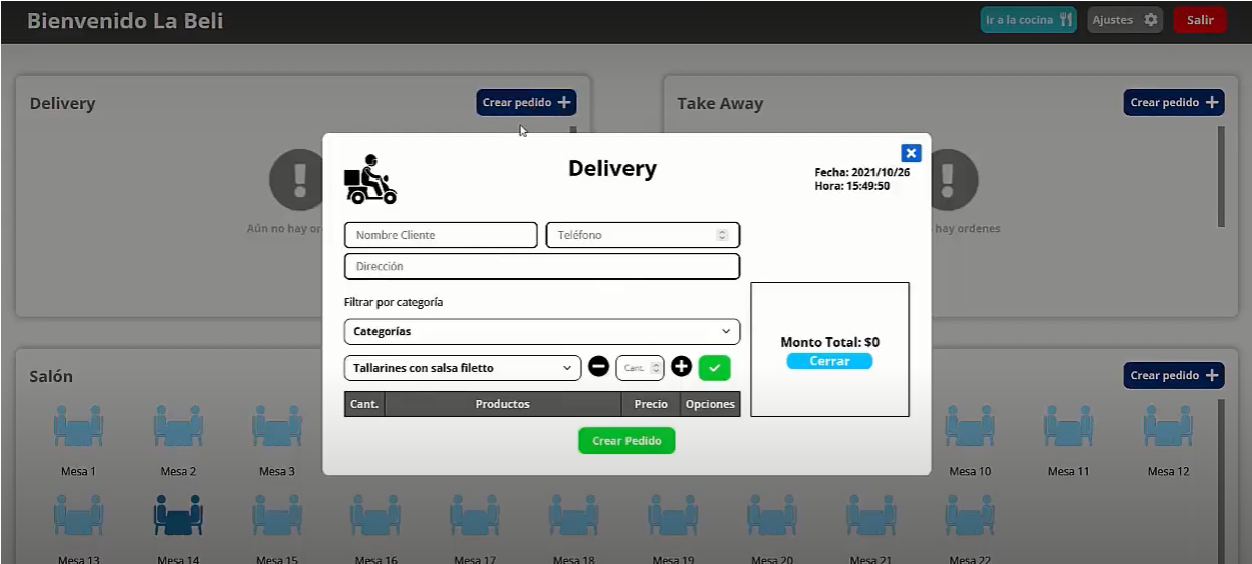 Bienvenido La Beli
Ir a la cocina
Ajustes
Salir
Delivery
Crear pedido
Take Away
Crear pedido
Aún no hay or
hay ordenes
Delivery
Fecha: 2021/10/26
Hora: 15:49:50
Nombre Cliente
Teléfono
Dirección
Filtrar por categoría
Categorías
Tallarines con salsa filetto
Cant.
Cant. Productos Precio Opciones
Monto Total: $0
Cerrar
Crear Pedido
Salón
Crear pedido
Mesa 1 Mesa 2 Mesa 3 Mesa 10 Mesa 11 Mesa 12
Mesa 13 Mesa 14 Mesa 15 Mesa 16 Mesa 17 Mesa 18 Mesa 19 Mesa 20 Mesa 21 Mesa 22